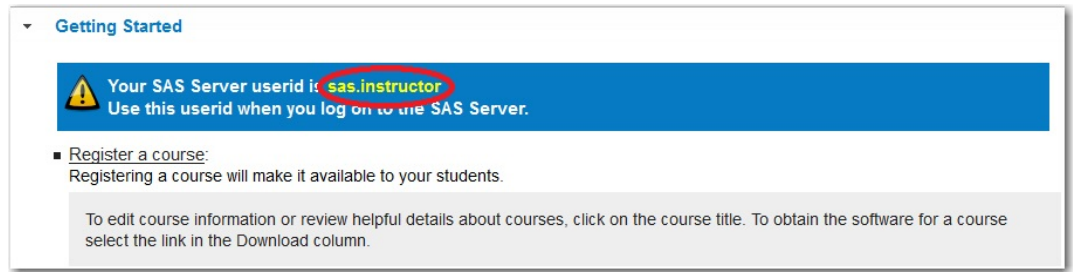 Getting Started
Your SAS Server userid is sas.instructor
Use this userid when you log on to the SAS Server.
Register a course:
Registering a course will make it available to your students.
To edit course information or review helpful details about courses, click on the course title. To obtain the software for a course
select the link in the Download column.